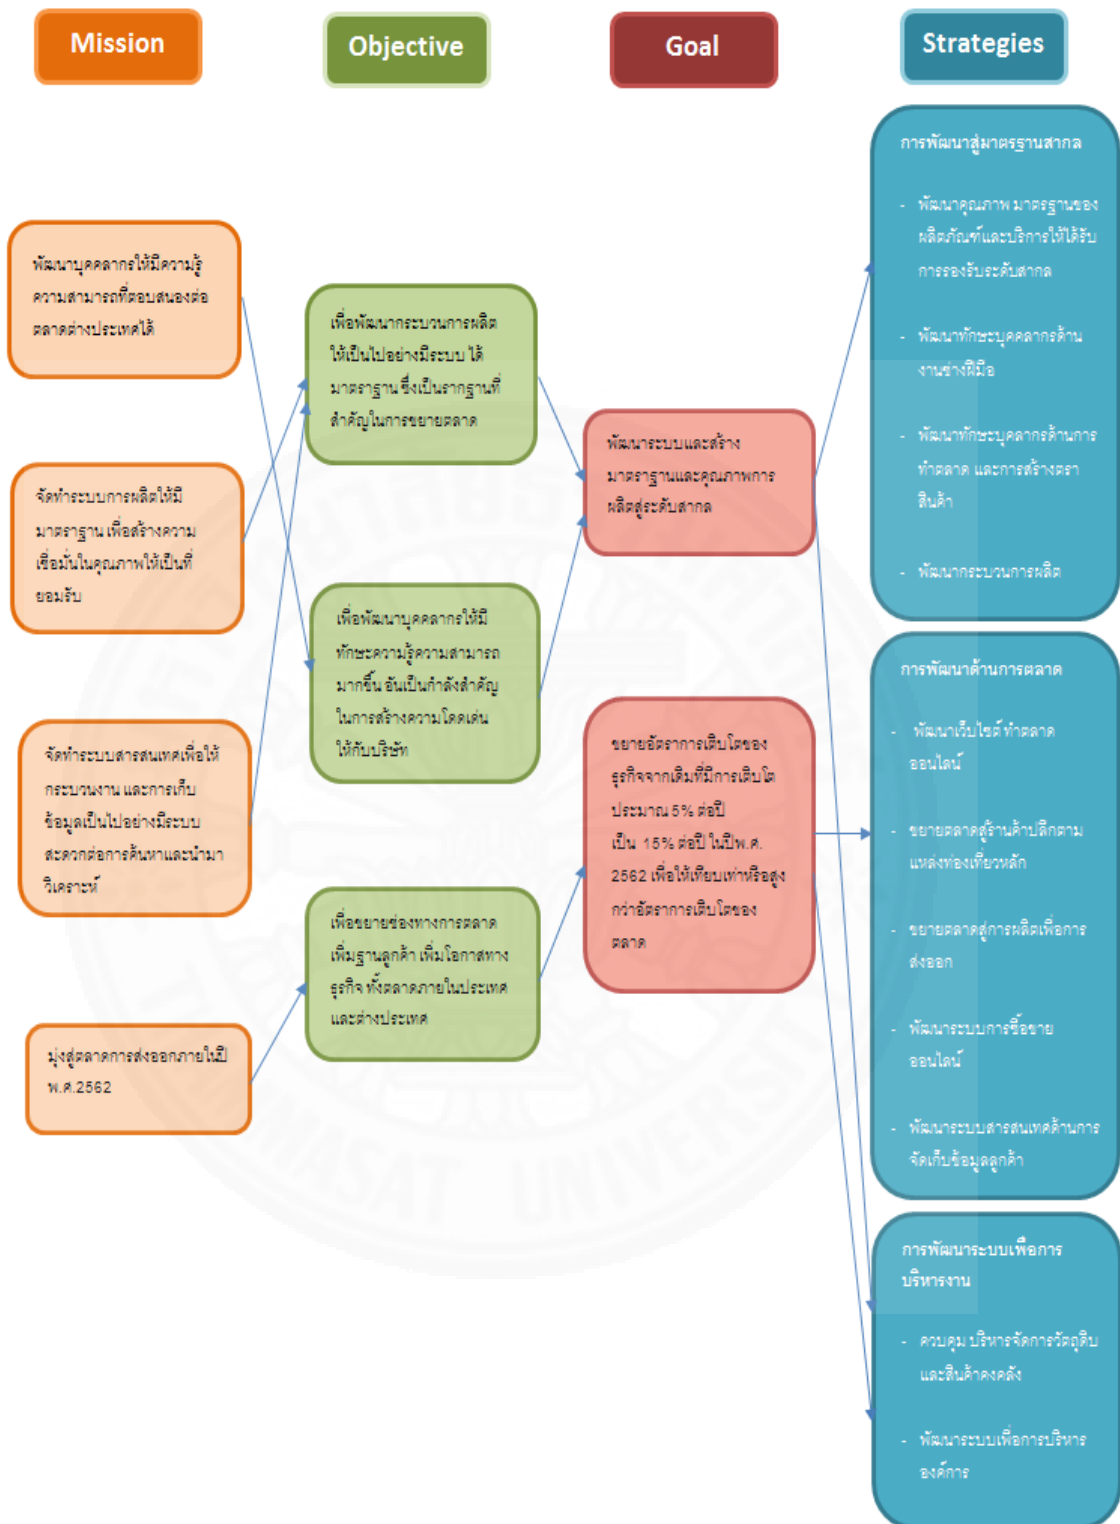 Mission
Objective
Goal
Strategies
พัฒนาบุคคลากรให้มีความรู้
ความสามารถที่ตอบสนองต่อ
ตลาดต่างประเทศได้
จัดทำระบบการผลิตให้มี
มาตราฐาน เพื่อสร้างความ
เชื่อมั่นในคุณภาพให้เป็นที่
ยอมรับ
จัดทำระบบสารสนเทศเพื่อให้
กระบวนงาน และการเก็บ
ข้อมูลเป็นไปอย่างมีระบบ
สะดวกต่อการค้นหาและนำมา
วิเคราะห์
มุ่งสู่ตลาดการส่งออกภายในปี
พ.ศ.2562
เพื่อพัฒนากระบวนการผลิต
ให้เป็นไปอย่างมีระบบ ได้
มาตราฐาน ซึ่งเป็นรากฐานที่
สำคัญในการขยายตลาด
เพื่อพัฒนาบุคคลากรให้มี
ทักษะความรู้ความสามารถ
มากขึ้น อันเป็นกำลังสำคัญ
ในการสร้างความโดดเด่น
ให้กับบริษัท
เพื่อขยายช่องทางการตลาด
เพิ่มฐานลูกค้า เพิ่มโอกาสทาง
ธุรกิจ ทั้งตลาดภายในประเทศ
และต่างประเทศ
พัฒนาระบบและสร้าง
มาตราฐานและคุณภาพการ
ผลิตสู่ระดับสากล
ขยายอัตราการเติบโตของ
ธุรกิจจากเดิมที่มีการเติบโต
ประมาณ 5% ต่อปี
เป็น 15% ต่อปี ในปีพ.ศ.
2562 เพื่อให้เทียบเท่าหรือสูง
กว่าอัตราการเติบโตของ
ตลาด
การพัฒนาสู่มาตรฐานสากล
- พัฒนาคุณภาพ มาตรฐานของ
ผลิตภัณฑ์และบริการให้ได้รับ
การรองรับระดับสากล
- พัฒนาทักษะบุคคลากรด้าน
งานช่างฝีมือ
- พัฒนาทักษะบุคลากรด้านการ
ทำตลาด และการสร้างตรา
สินค้า
- พัฒนากระบวนการผลิต
การพัฒนาด้านการตลาด
- พัฒนาเว็บไซต์ ทำตลาด
ออนไลน์
- ขยายตลาดสู่ร้านค้าปลีกตาม
แหล่งท่องเที่ยวหลัก
- ขยายตลาดสู่การผลิตเพื่อการ
ส่งออก
- พัฒนาระบบการซื้อขาย
ออนไลน์
- พัฒนาระบบสารสนเทศด้านการ
จัดเก็บข้อมูลลูกค้า
การพัฒนาระบบเพื่อการ
บริหารงาน
- ควบคุม บริหารจัดการวัตถุดิบ
และสินค้าคงคลัง
- พัฒนาระบบเพื่อการบริหาร
องค์การ
THAMMASAT UNIVERSITY